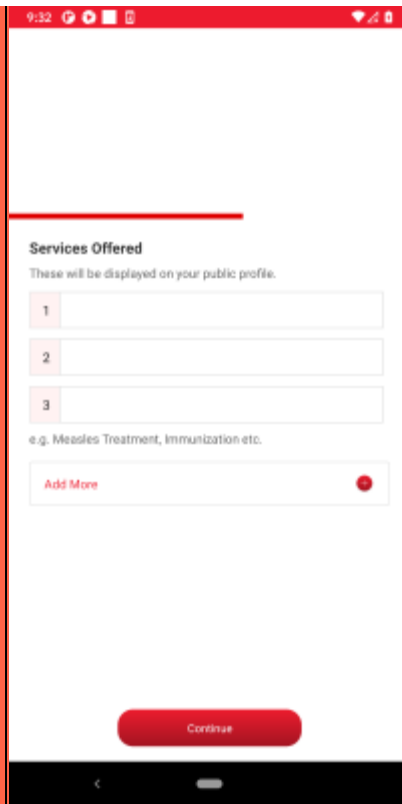 9:32
Services Offered
These will be displayed on your public profile.
1
2
3
e.g. Measles Treatment, Immunization etc.
Add More
Continue